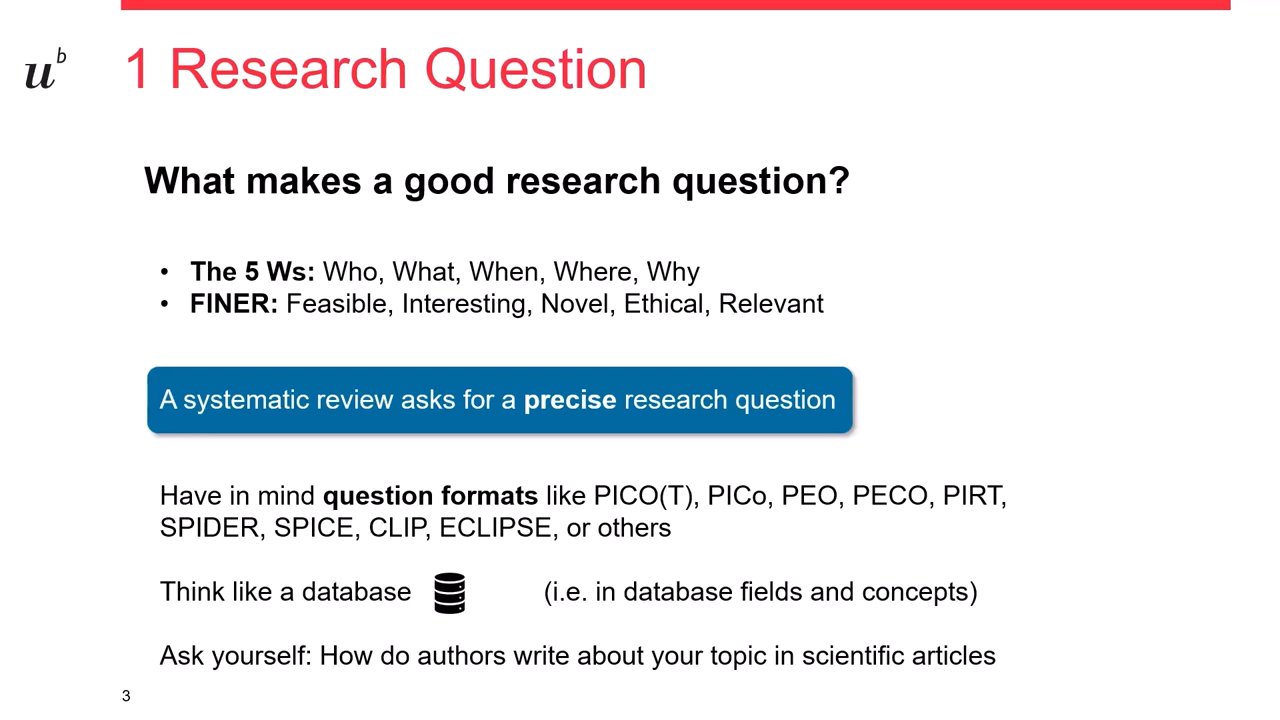 u b
1 Research Question
What makes a good research question?
• The 5 Ws: Who, What, When, Where, Why
• FINER: Feasible, Interesting, Novel, Ethical, Relevant
A systematic review asks for a precise research question
Have in mind question formats like PICO(T), PICo, PEO, PECO, PIRT,
SPIDER, SPICE, CLIP, ECLIPSE, or others
Think like a database (i.e. in database fields and concepts)
Ask yourself: How do authors write about your topic in scientific articles
3